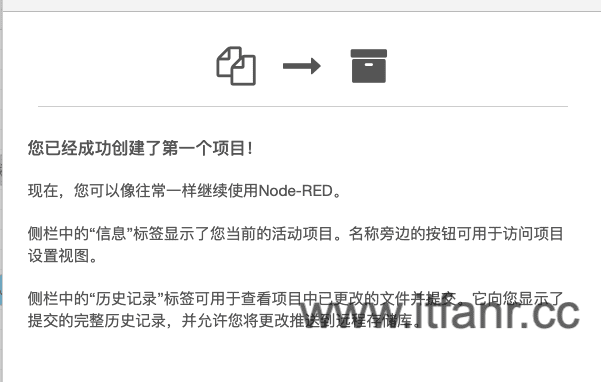 您已经成功创建了第一个项目！
现在，您可以像往常一样继续使用Node-RED。
侧栏中的“信息”标签显示了您当前的活动项目。名称旁边的按钮可用于访问项目
设置视图。
侧栏中的“历史记录”标签可用于查看项目中已更改的文件并提交。它向您显示了
提交的完整历史记录，并允许您将更改推送到远程存储库。
www.itfanr.cc